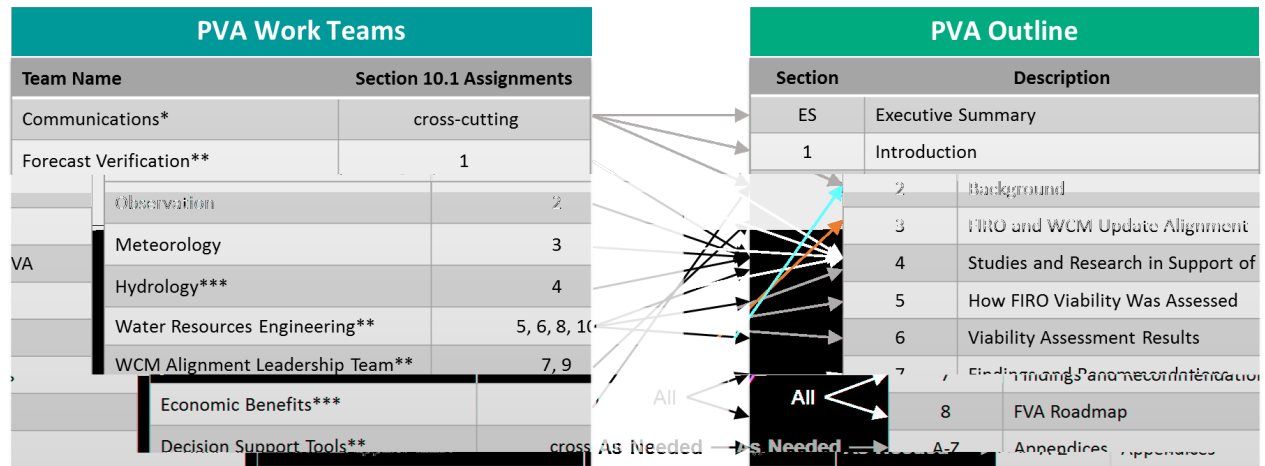 PVA Work Teams
Team Name Section 10.1 Assignments
Communications* cross-cutting
Forecast Verification** 1
Observation 2
Meteorology 3
VA
Hydrology*** 4
Water Resources Engineering** 5, 6, 8, 10
WCM Alignment Leadership Team** 7, 9
Economic Benefits***
Decision Support Tools** cross
All
As Needed
PVA Outline
Section Description
ES Executive Summary
1 Introduction
2 Background
3 FIRO and WCM Update Alignment
4 Studies and Research in Support of
5 How FIRO Viability Was Assessed
6 Viability Assessment Results
7
All
8 FVA Roadmap
As Needed
A-Z Appendices